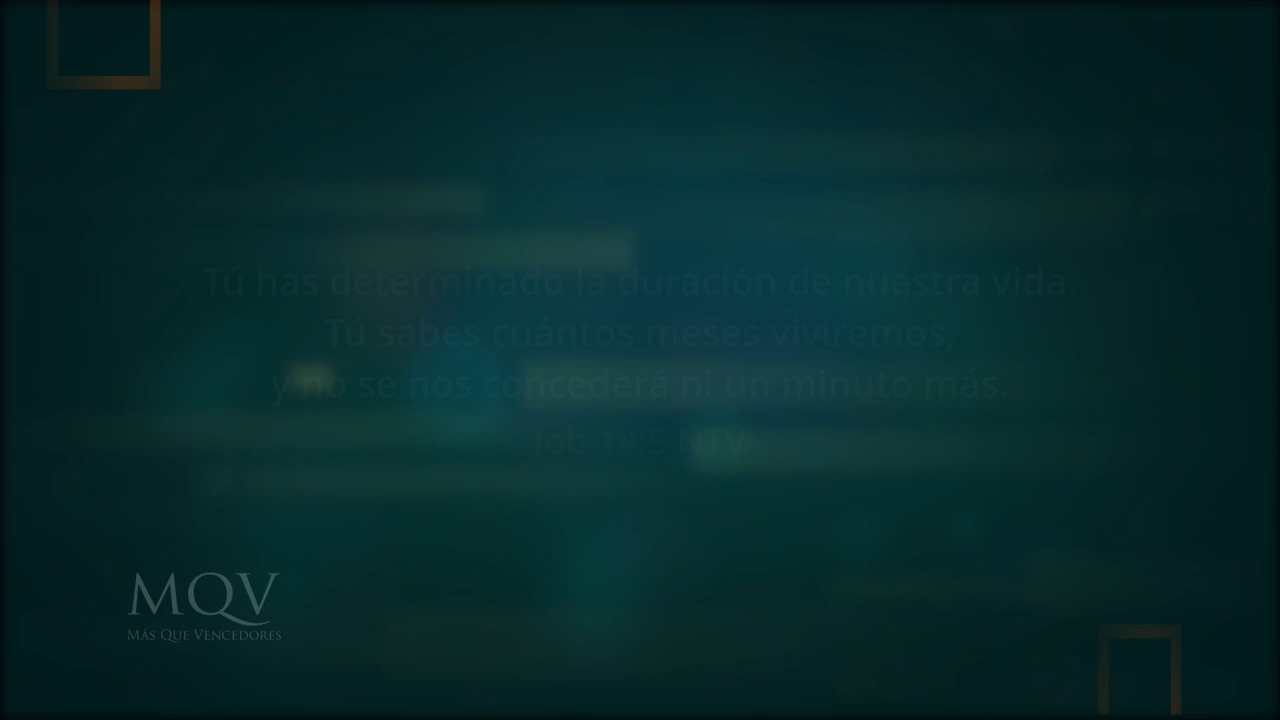 Tú has determinado la duración de nuestra vida.
Tú sabes cuántos meses viviremos,
y no se nos concederá ni un minuto más.
Job 14:5 NTV
MQV
MÁS QUE VENCEDORES